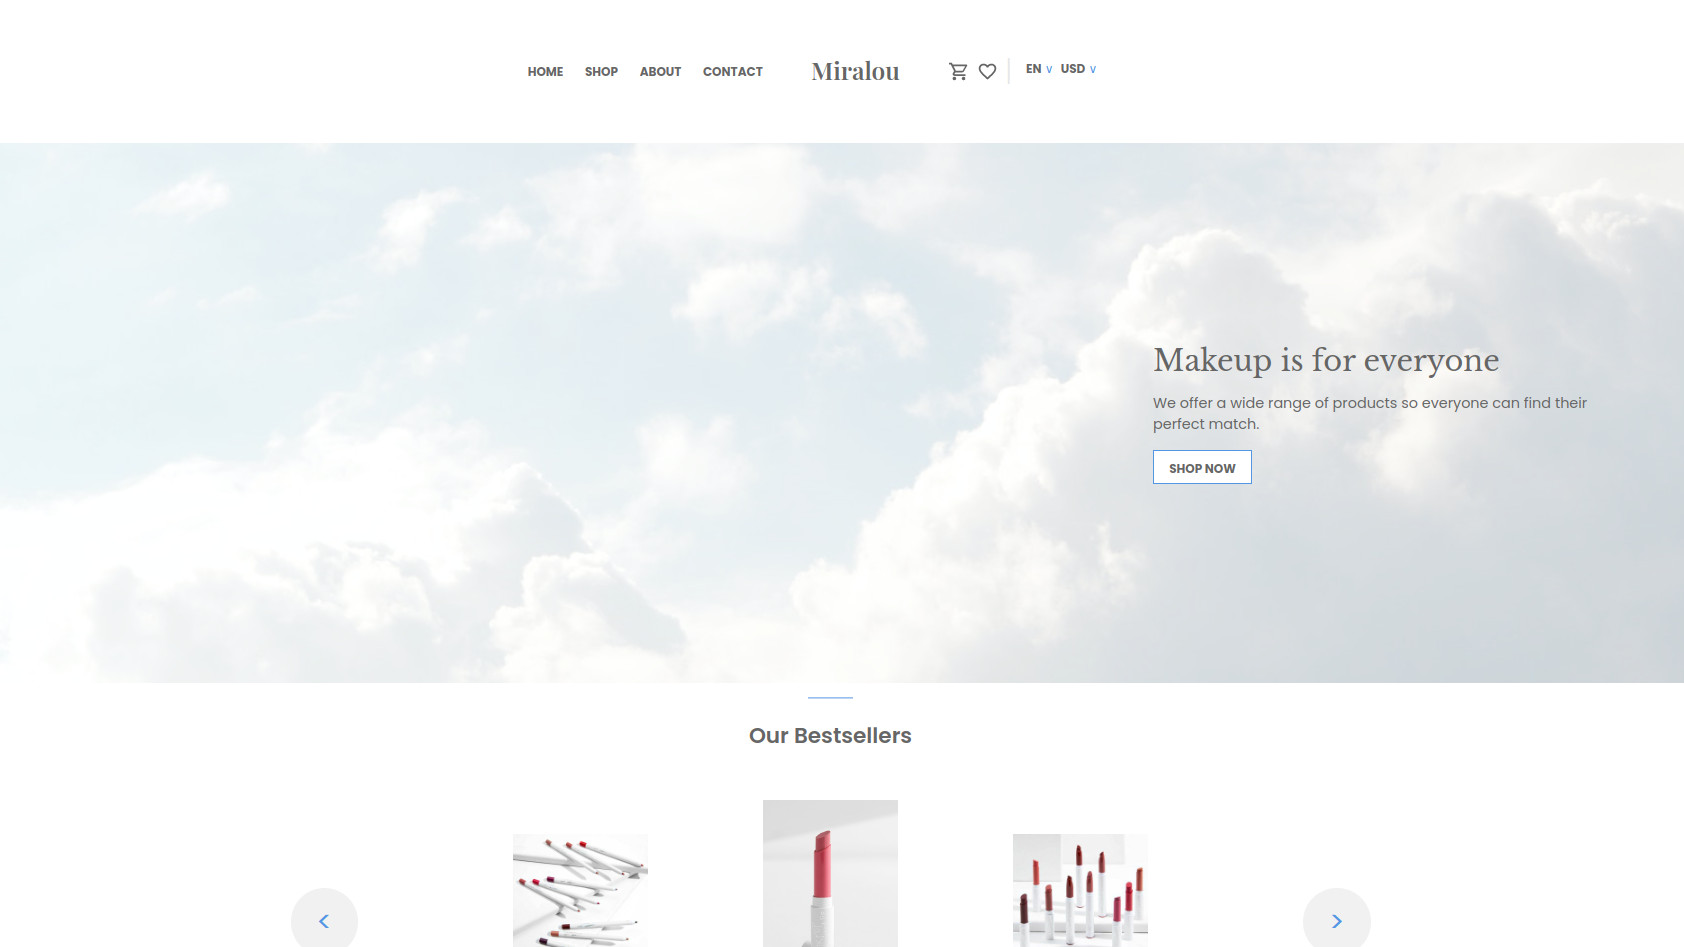 HOME SHOP ABOUT CONTACT Miralou EN v USD v
Makeup is for everyone
We offer a wide range of products so everyone can find their
perfect match.
SHOP NOW
Our Bestsellers
< >